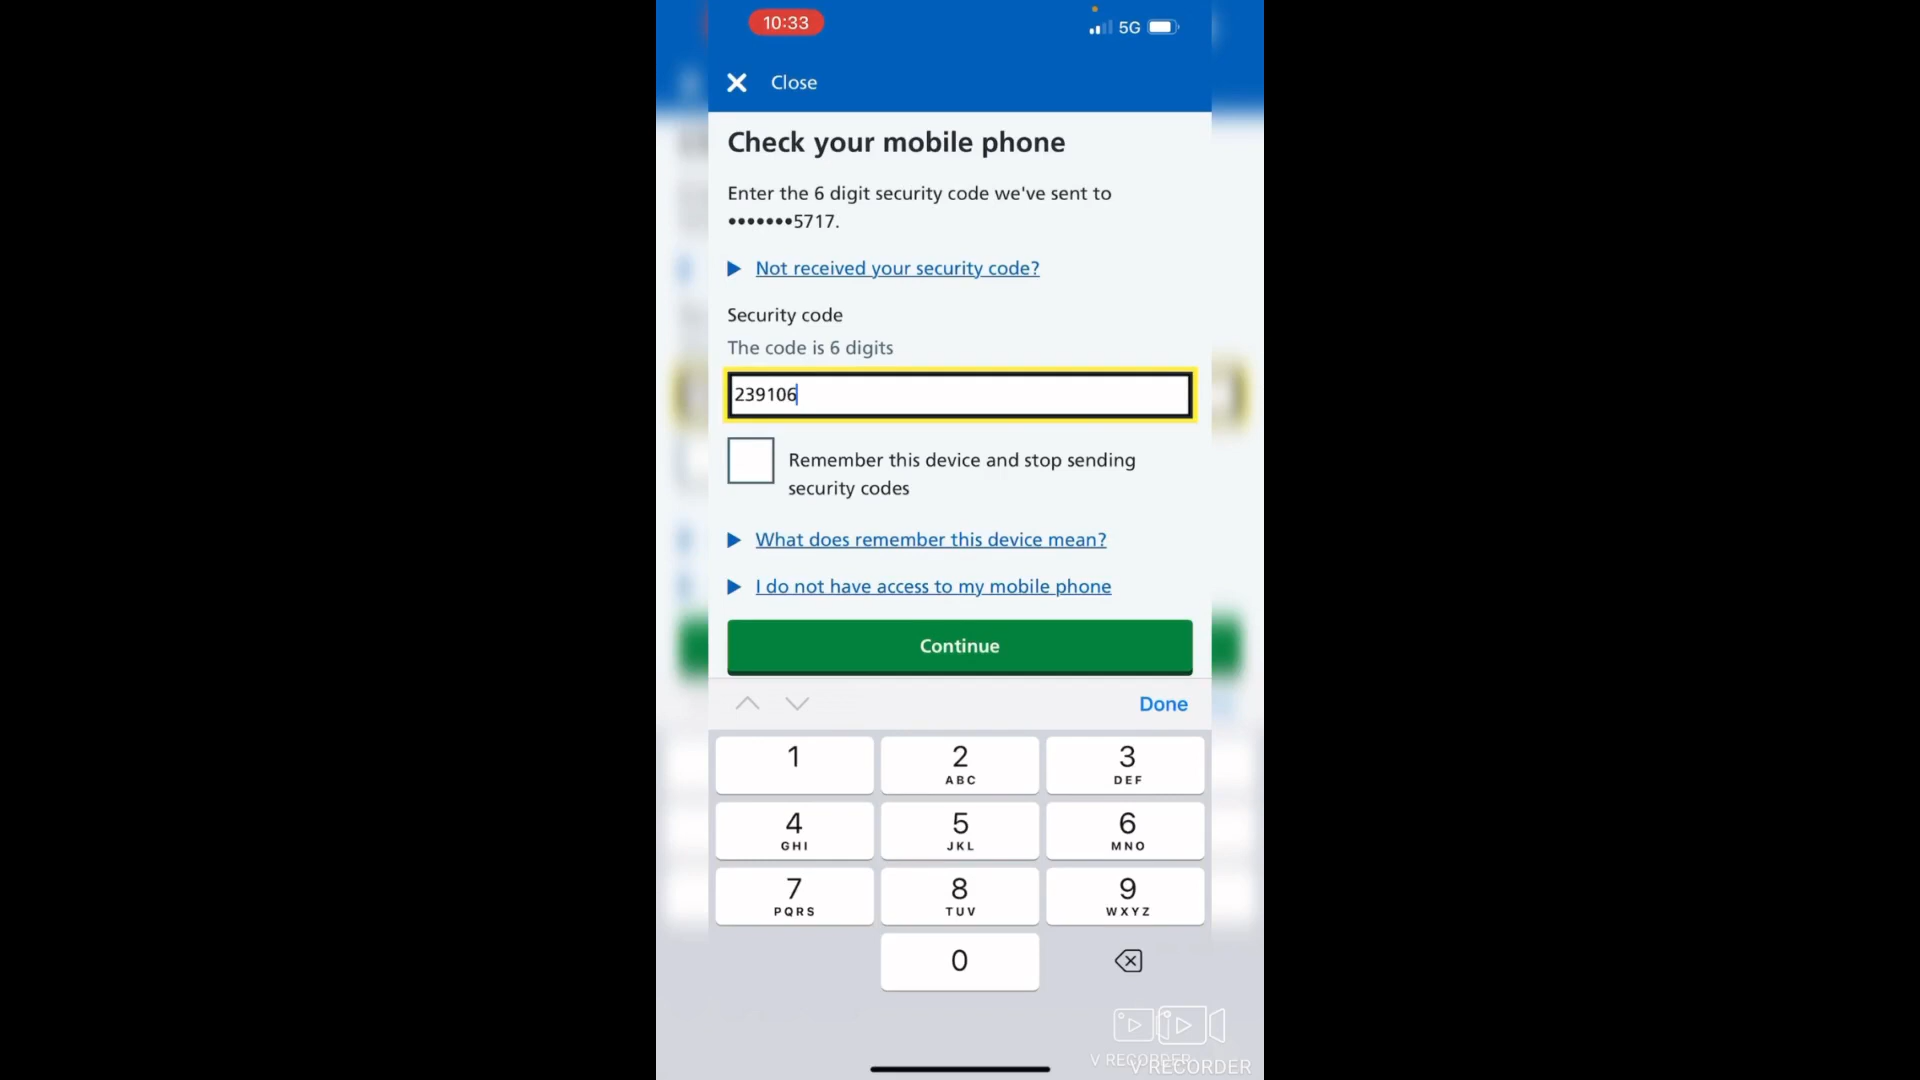 10:33
5G
Close
Check your mobile phone
Enter the 6 digit security code we've sent to
•••••••5717.
Not received your security code?
Security code
The code is 6 digits
239106
Remember this device and stop sending
security codes
What does remember this device mean?
I do not have access to my mobile phone
Continue
Done
1
2
ABC
3
DEF
4
GHI
5
JKL
6
MNO
7
PQRS
8
TUV
9
WXYZ
0
V RECORDER
V RECORDER